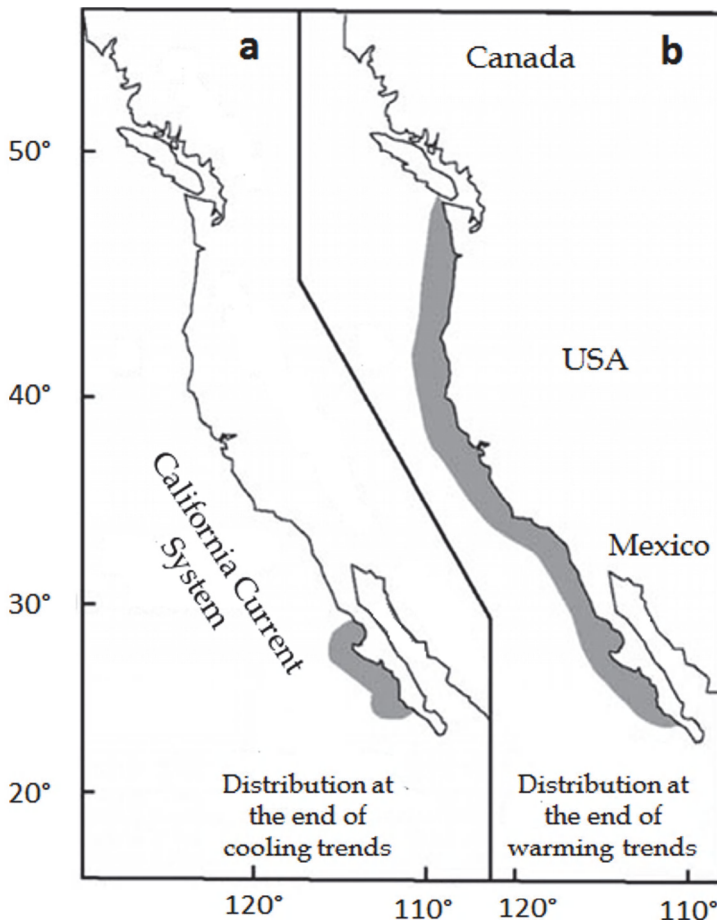 a
b
Canada
50°
USA
40°
California Current
System
Mexico
30°
20°
Distribution at
the end of
cooling trends
Distribution at
the end of
warming trends
120°
110°
120°
110°